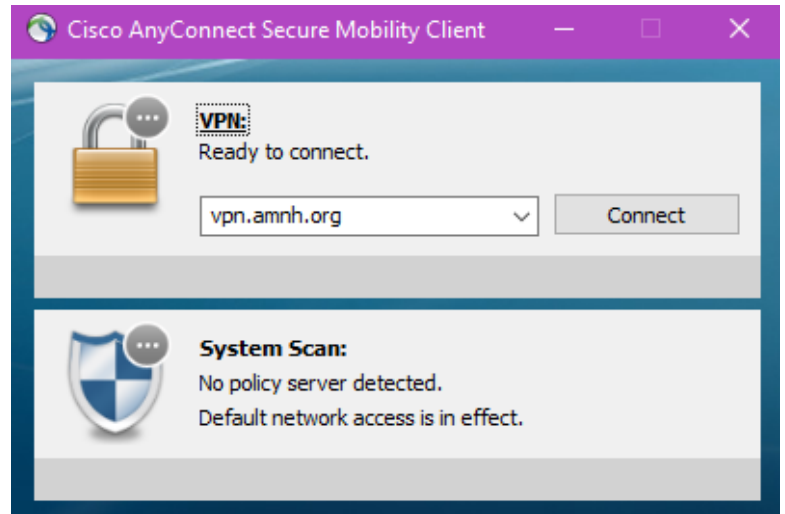 Cisco AnyConnect Secure Mobility Client
VPN:
Ready to connect.
vpn.amnh.org
Connect
System Scan:
No policy server detected.
Default network access is in effect.